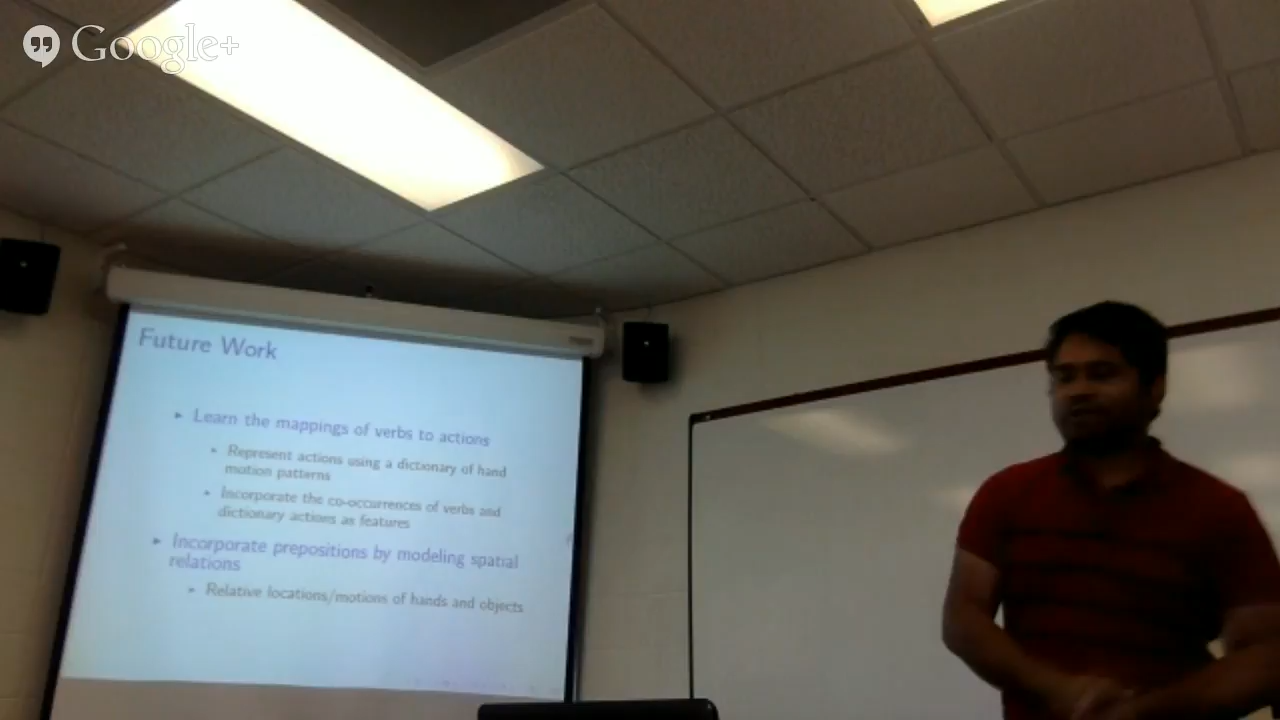 Google+
Future Work
Learn the mappings of verbs to actions
Represent actions using a dictionary of hand
motion patterns
Incorporate the co-occurrences of verbs and
dictionary actions as features
Incorporate prepositions by modeling spatial
relations
Relative locations/motions of hands and objects